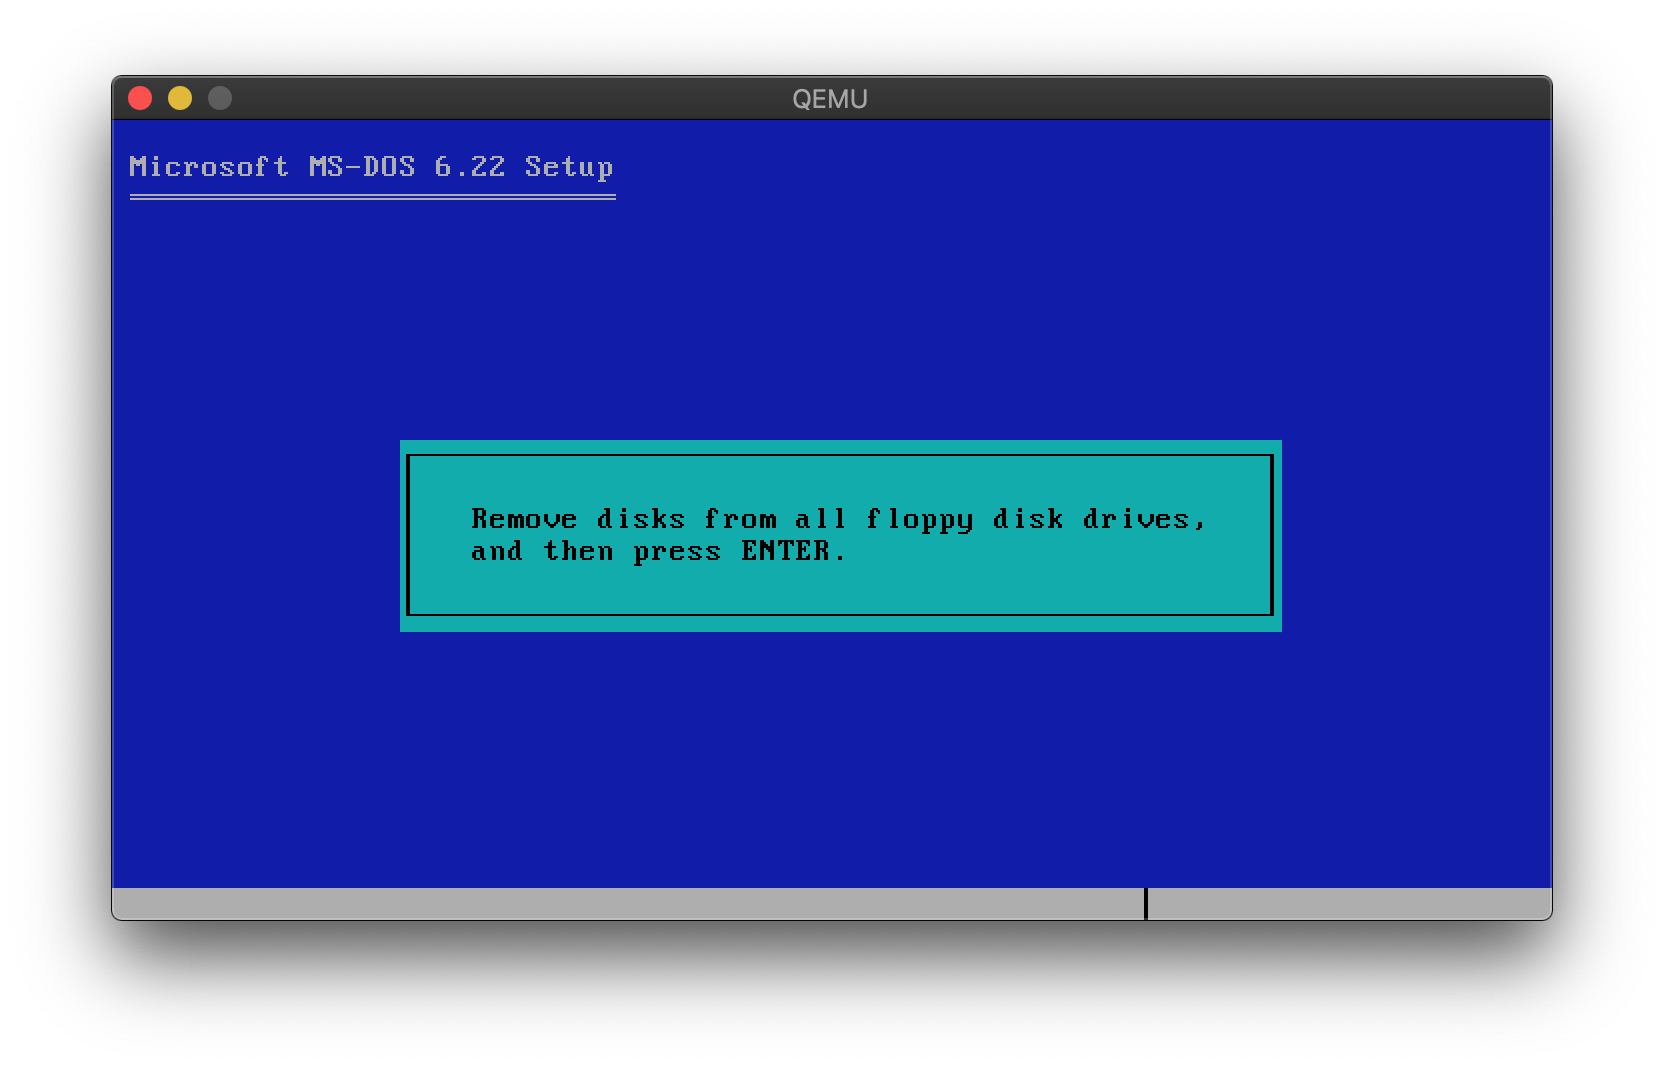 QEMU
Microsoft MS-DOS 6.22 Setup
Remove disks from all floppy disk drives,
and then press ENTER.